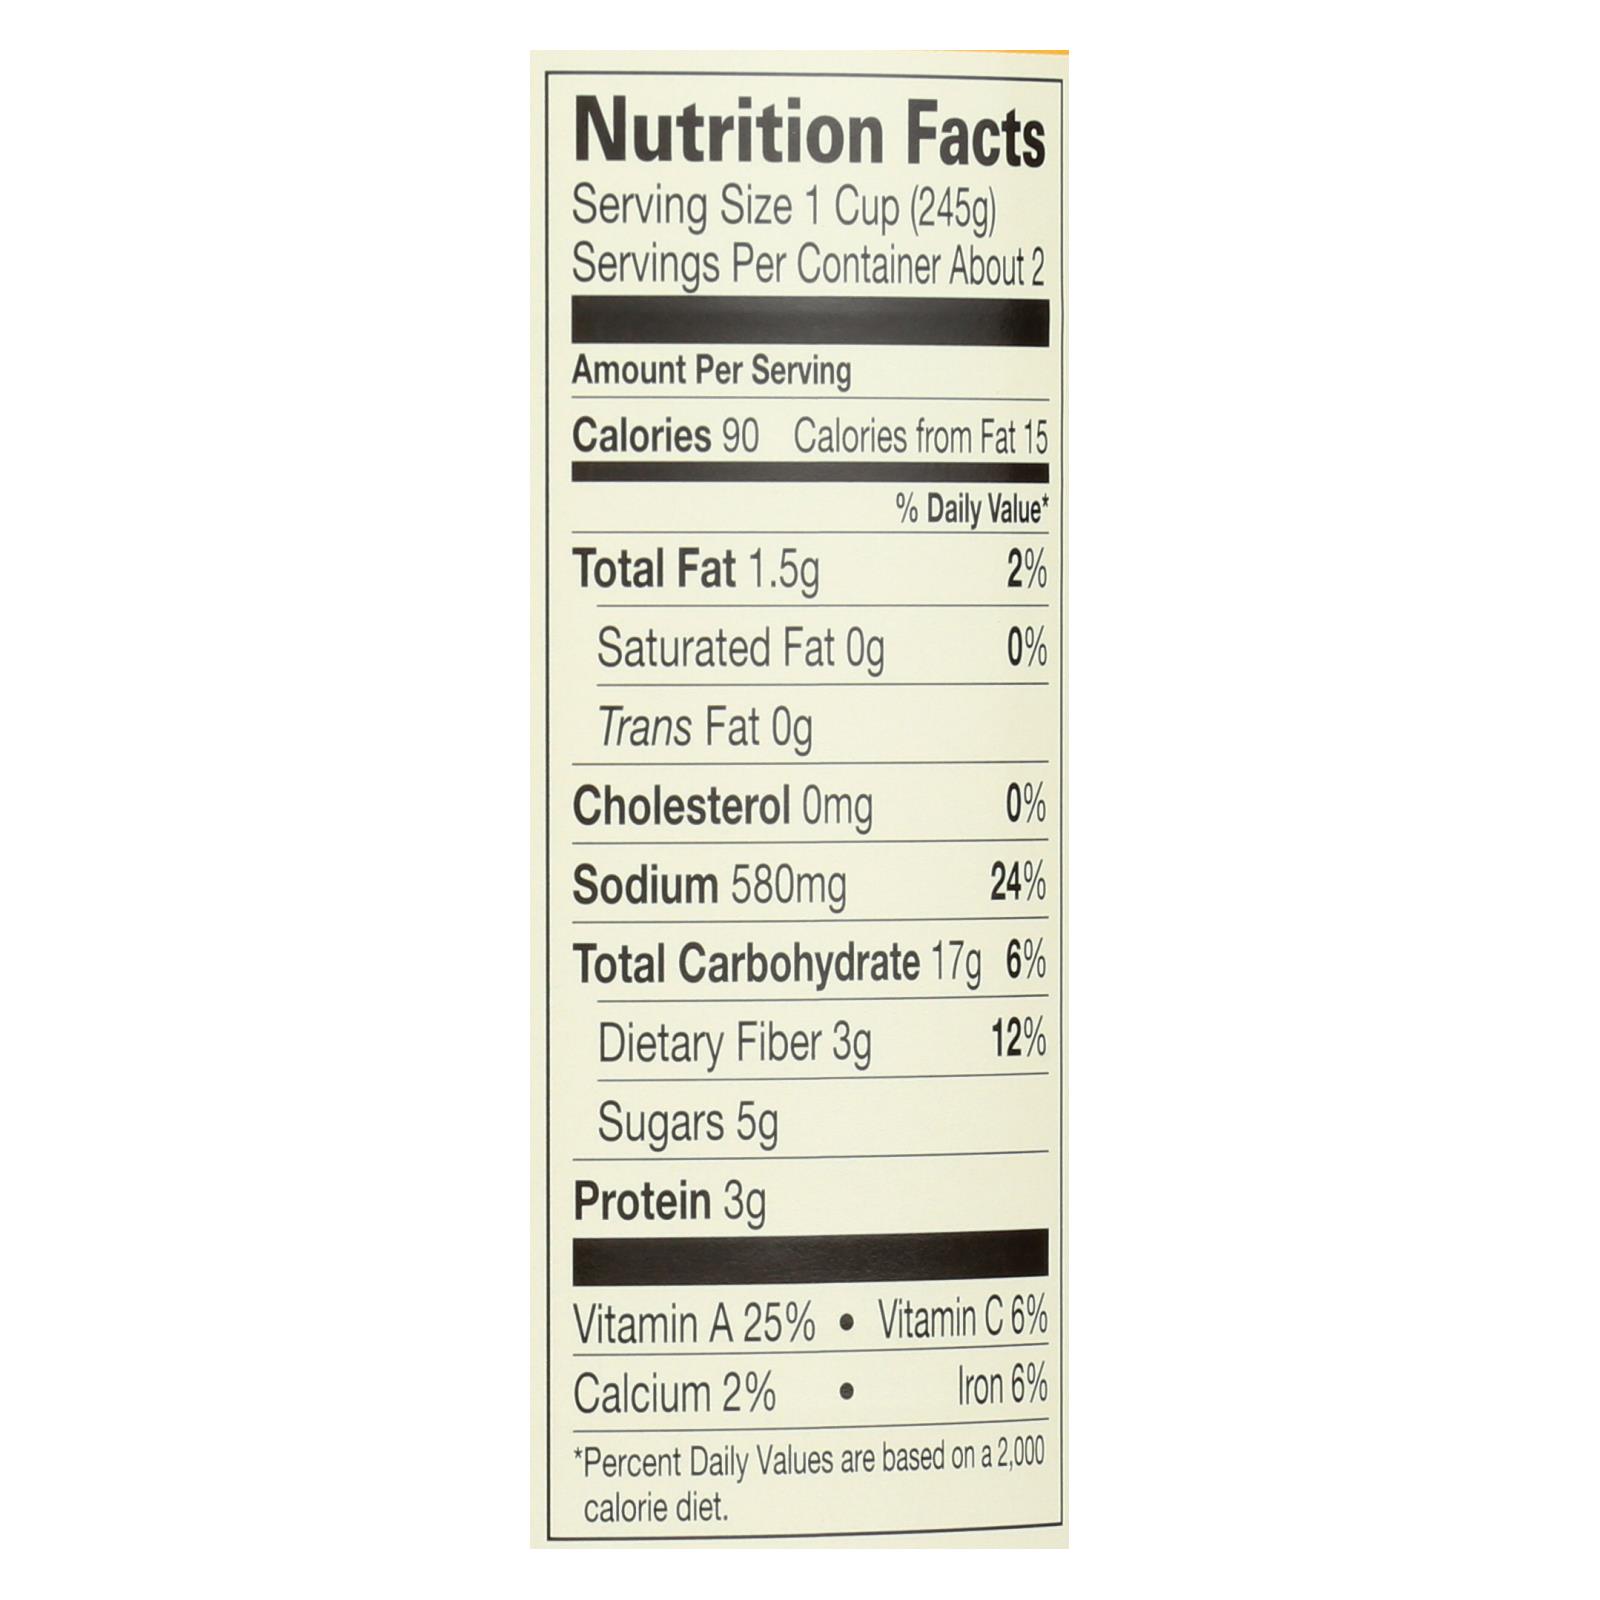 Nutrition Facts
Serving Size 1 Cup (245g)
Servings Per Container About 2
Amount Per Serving
Calories 90 Calories from Fat 15
% Daily Value*
Total Fat 1.5g 2%
Saturated Fat 0g 0%
Trans Fat 0g
Cholesterol 0mg 0%
Sodium 580mg 24%
Total Carbohydrate 17g 6%
Dietary Fiber 3g 12%
Sugars 5g
Protein 3g
Vitamin A 25% • Vitamin C 6%
Calcium 2% • Iron 6%
*Percent Daily Values are based on a 2,000
calorie diet.